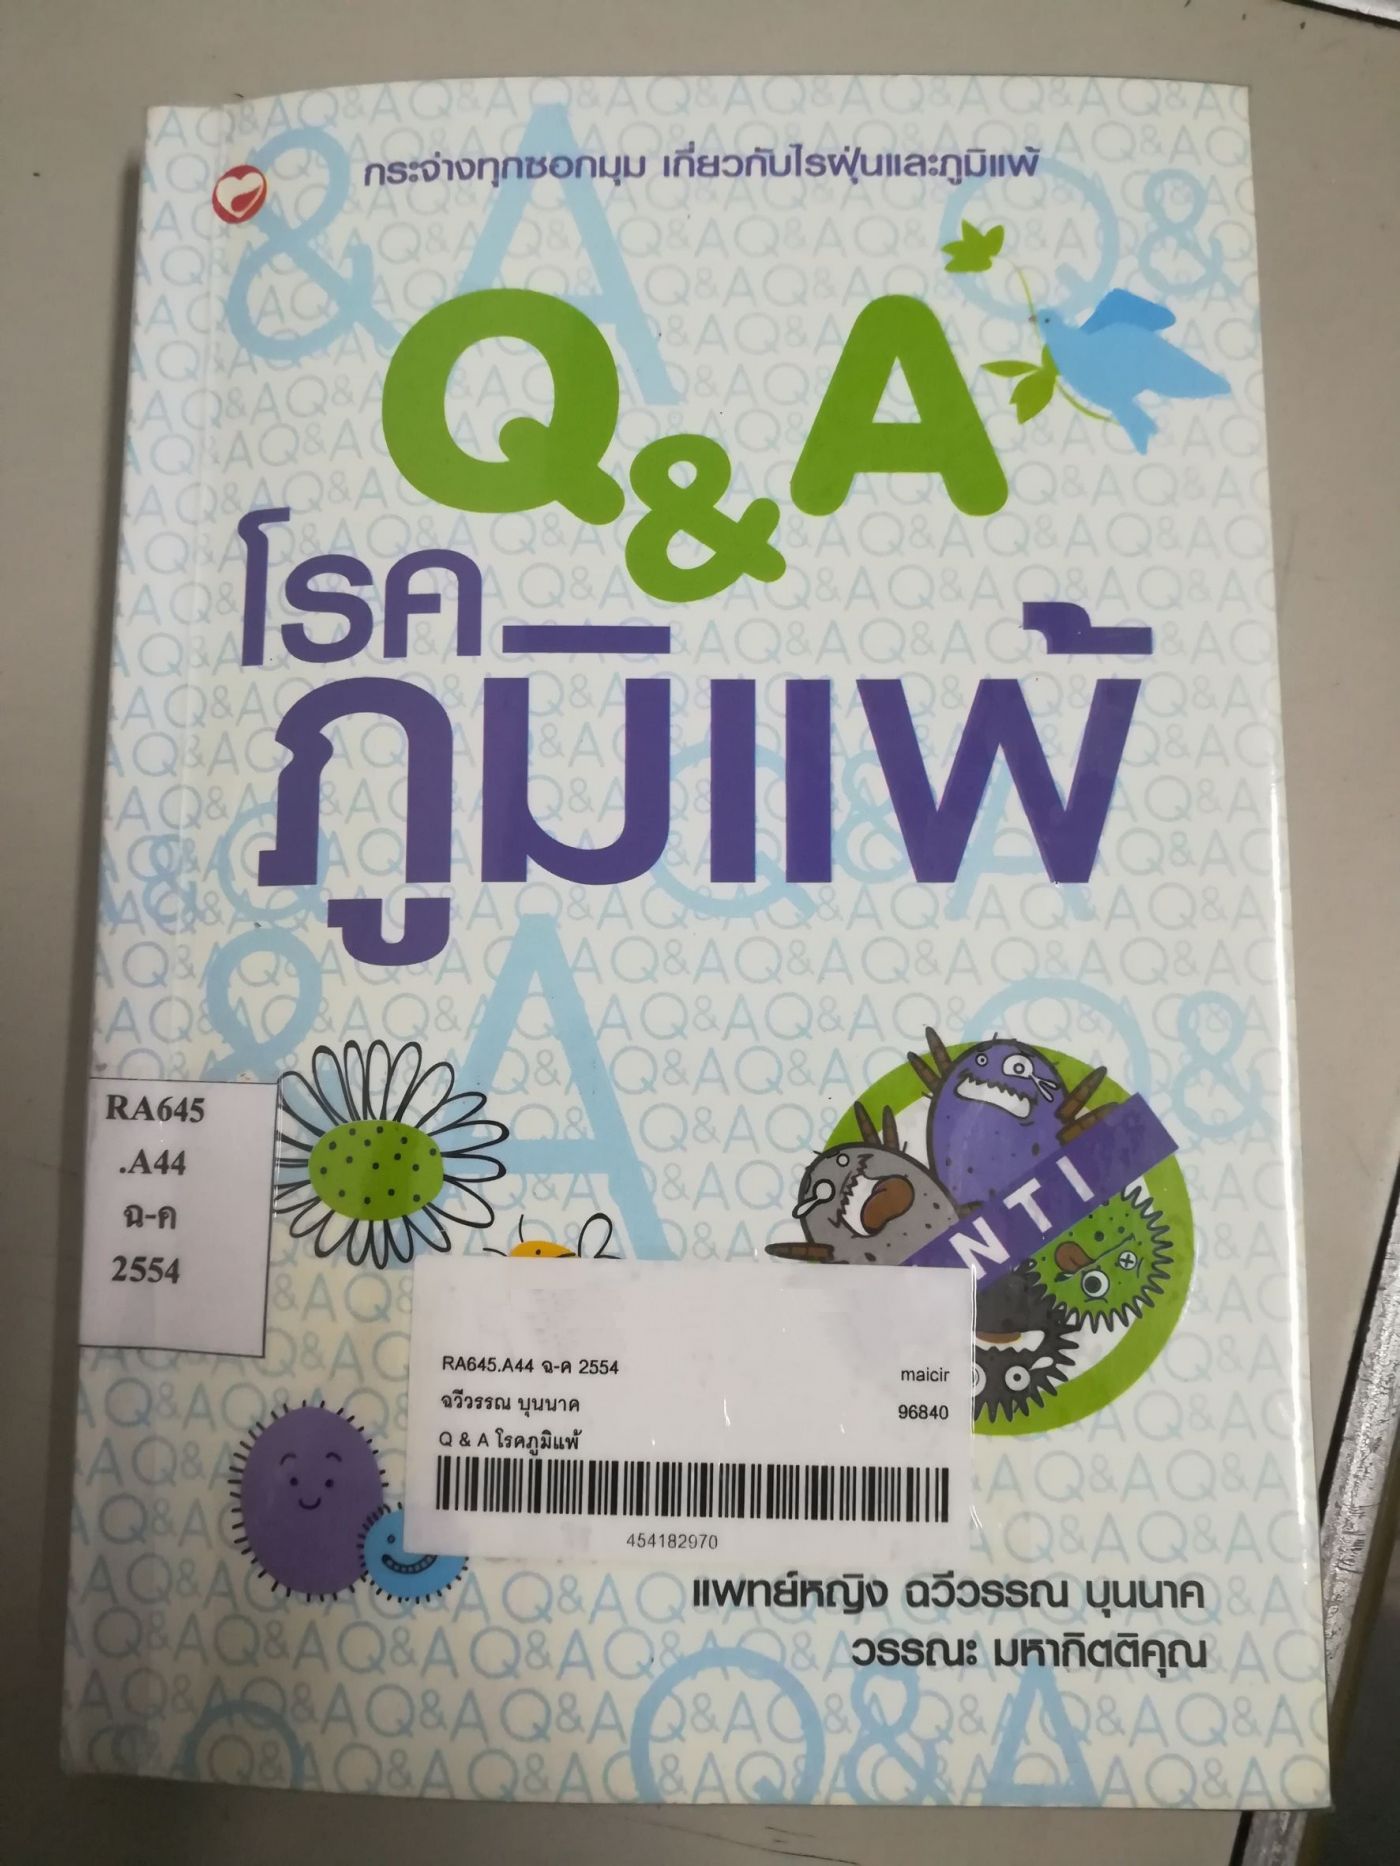 กระจ่างทุกซอกมุม เกี่ยวกับไรฝุ่นและภูมิแพ้
Q&A
โรค
ภูมิแพ้
RA645
.A44
ฉ-ค
2554
ANTI
RA645.A44 ฉ-ค 2554
maicir
ฉวีวรรณ บุนนาค
96840
Q & A โรคภูมิแพ้
454182970
แพทย์หญิง ฉวีวรรณ บุนนาค
วรรณะ มหากิตติคุณ